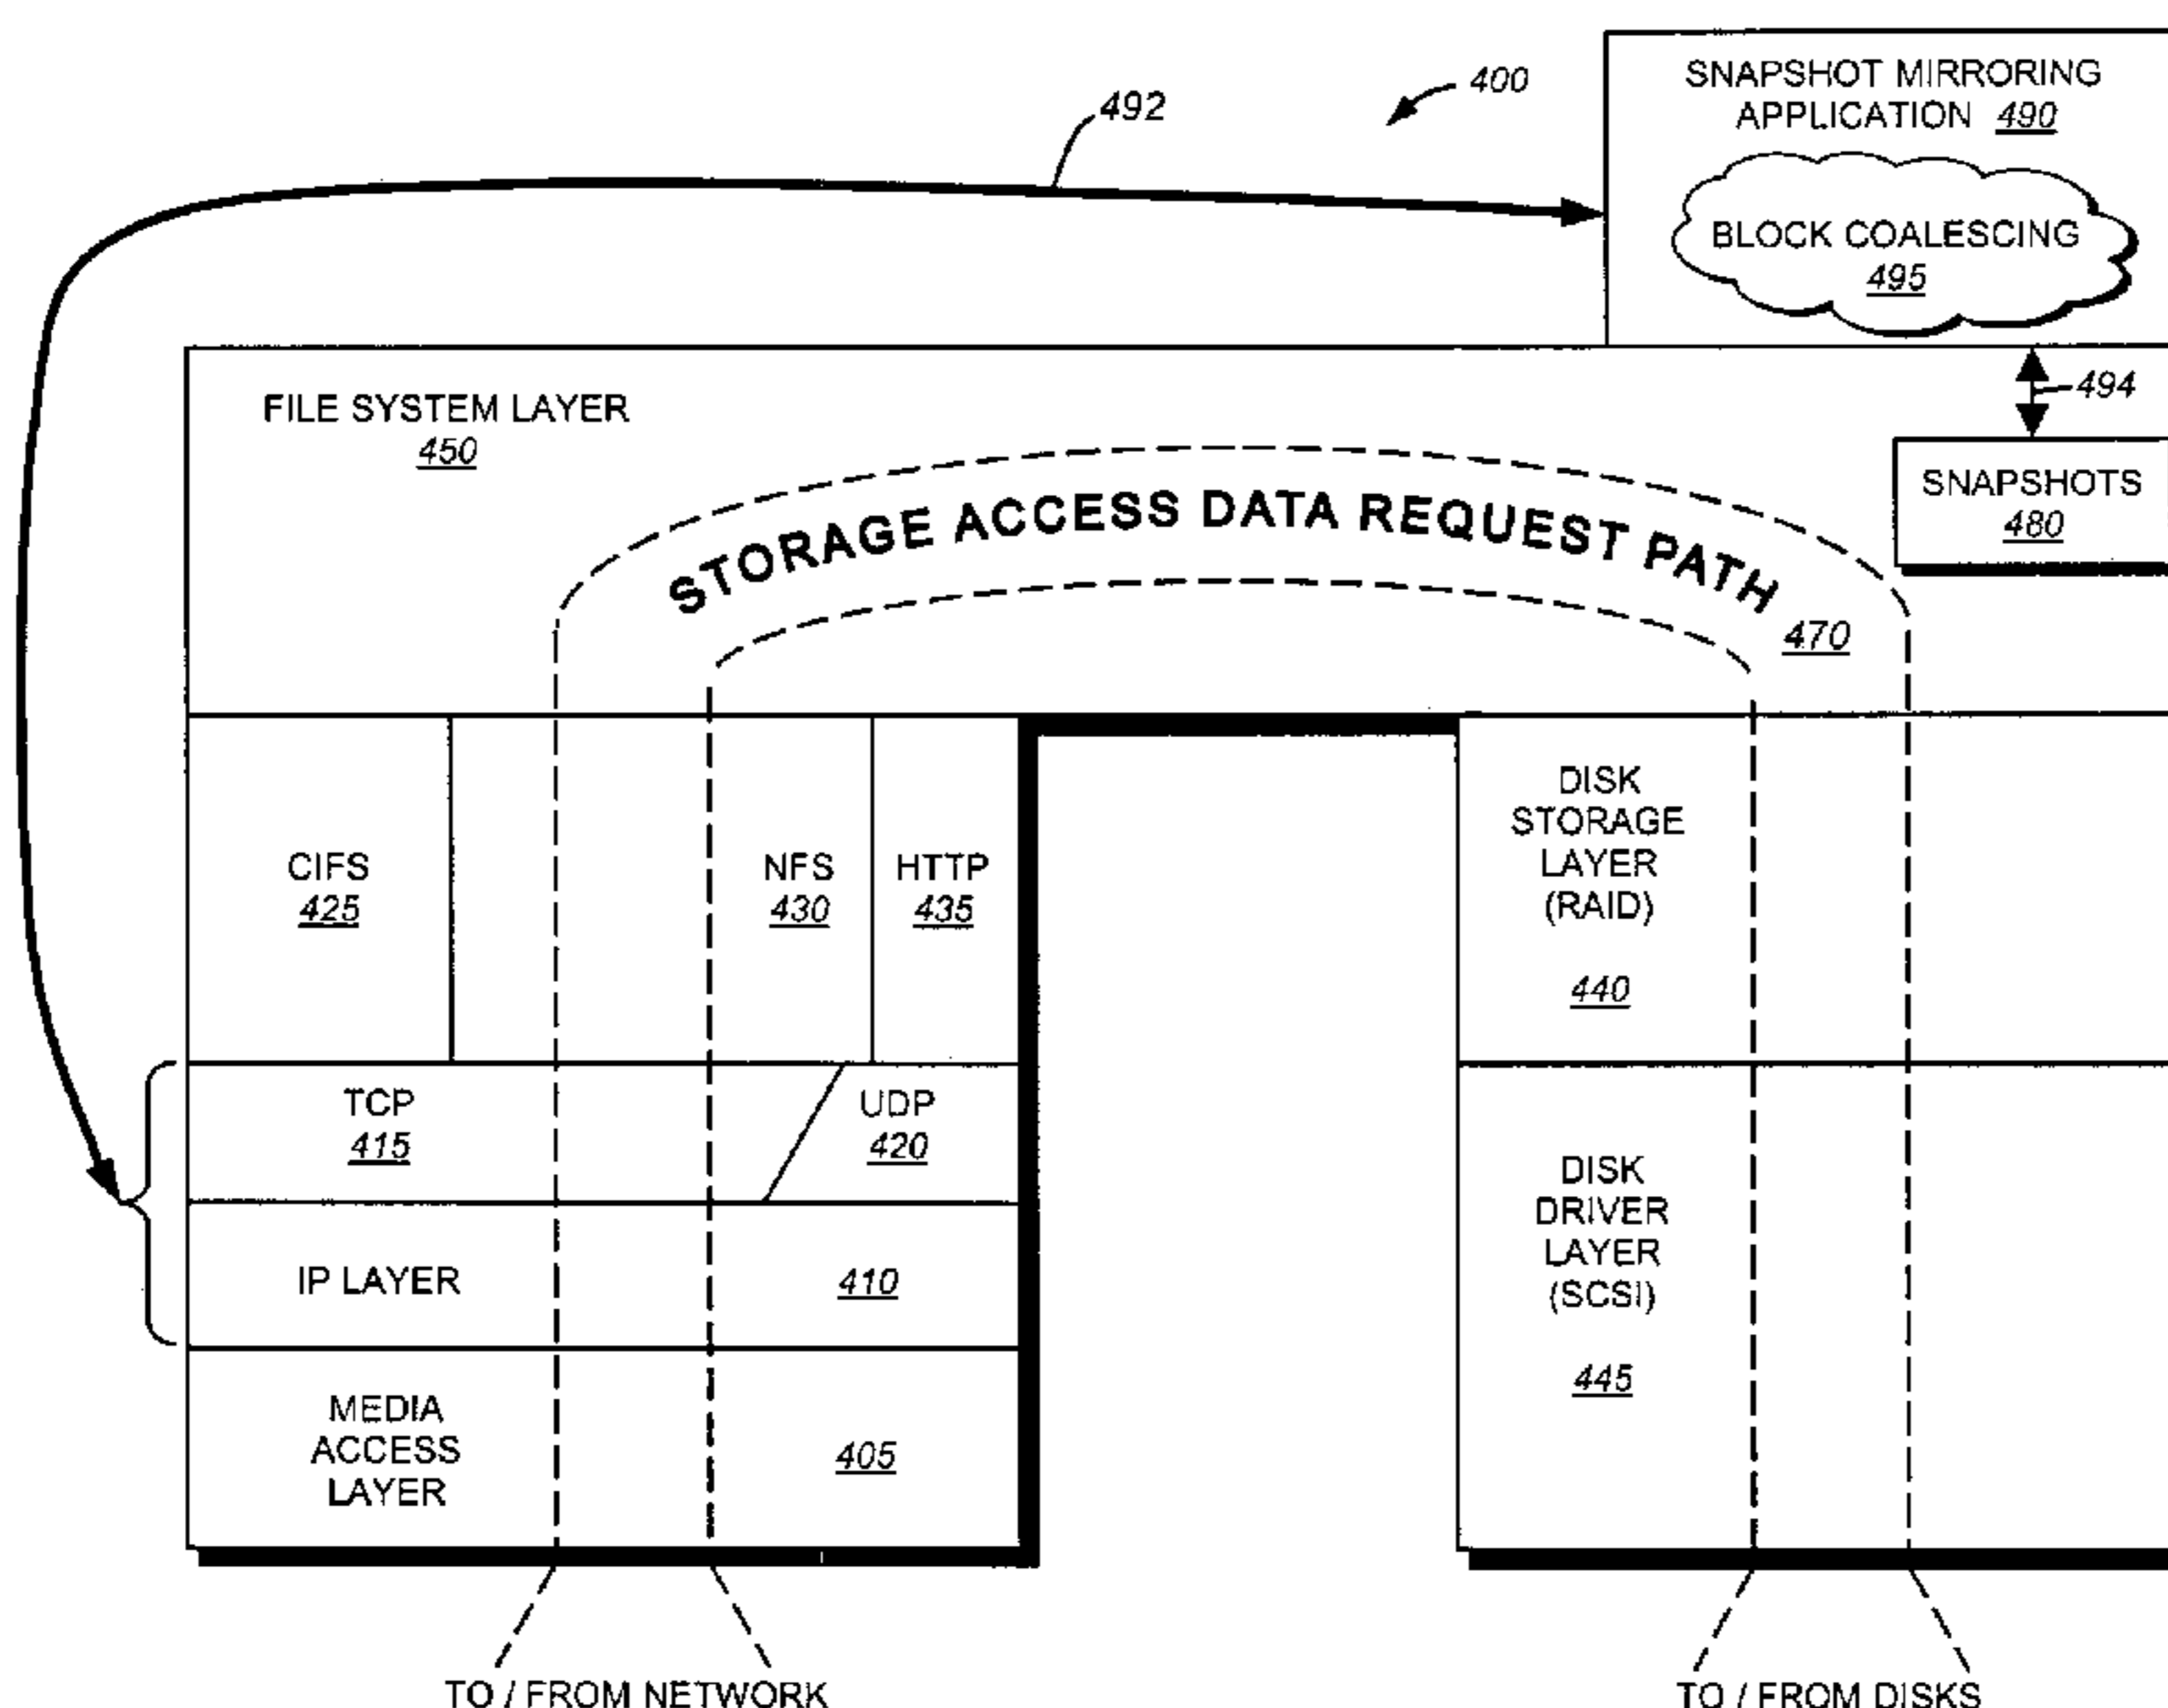 400
492
SNAPSHOT MIRRORING
APPLICATION 490
BLOCK COALESCING
495
494
FILE SYSTEM LAYER
450
SNAPSHOTS
480
STORAGE ACCESS DATA REQUEST PATH
470
CIFS
425
NFS
430
HTTP
435
TCP
415
UDP
420
IP LAYER 410
MEDIA
ACCESS
LAYER
405
DISK
STORAGE
LAYER
(RAID)
440
DISK
DRIVER
LAYER
(SCSI)
445
TO / FROM NETWORK
TO / FROM DISKS